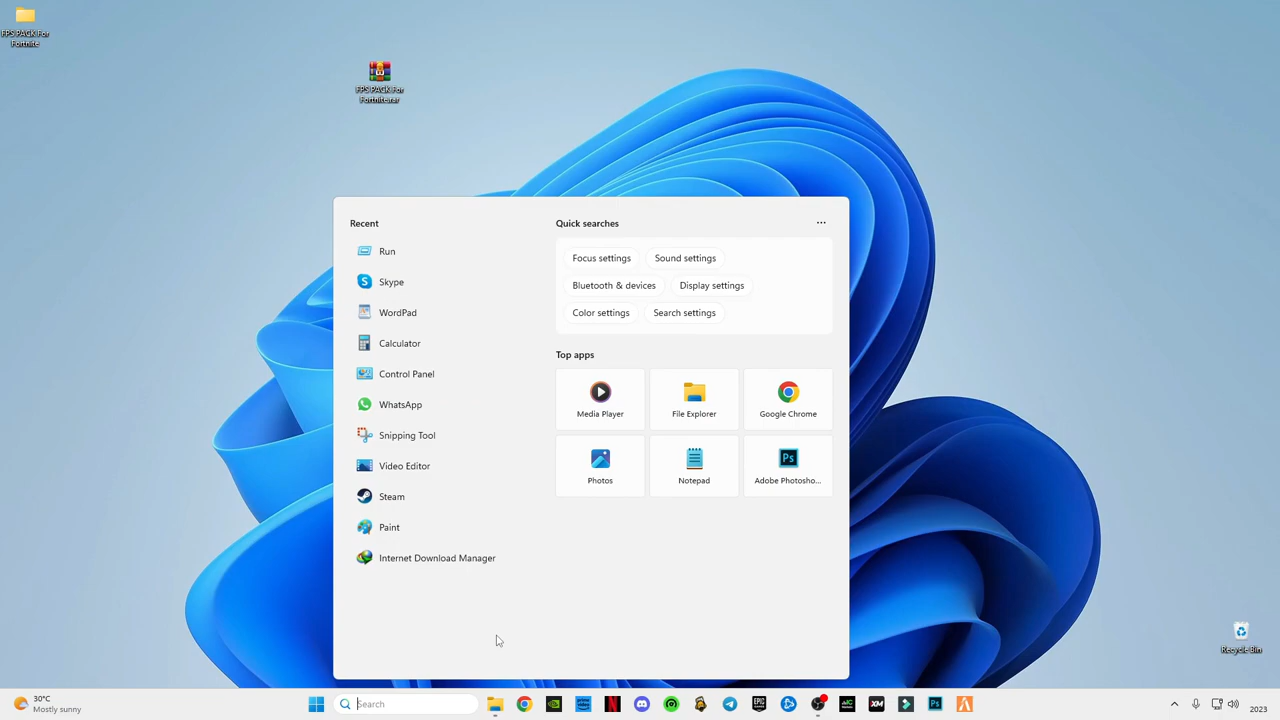 FPS PACK For
Fortnite
FPS PACK For
Fortnite.rar
Recent
Run
Skype
WordPad
Calculator
Control Panel
WhatsApp
Snipping Tool
Video Editor
Steam
Paint
Internet Download Manager
Quick searches
Focus settings
Sound settings
Bluetooth & devices
Display settings
Color settings
Search settings
Top apps
Media Player
File Explorer
Google Chrome
Photos
Notepad
Adobe Photosho...
Recycle Bin
30°C
Mostly sunny
Search
2023